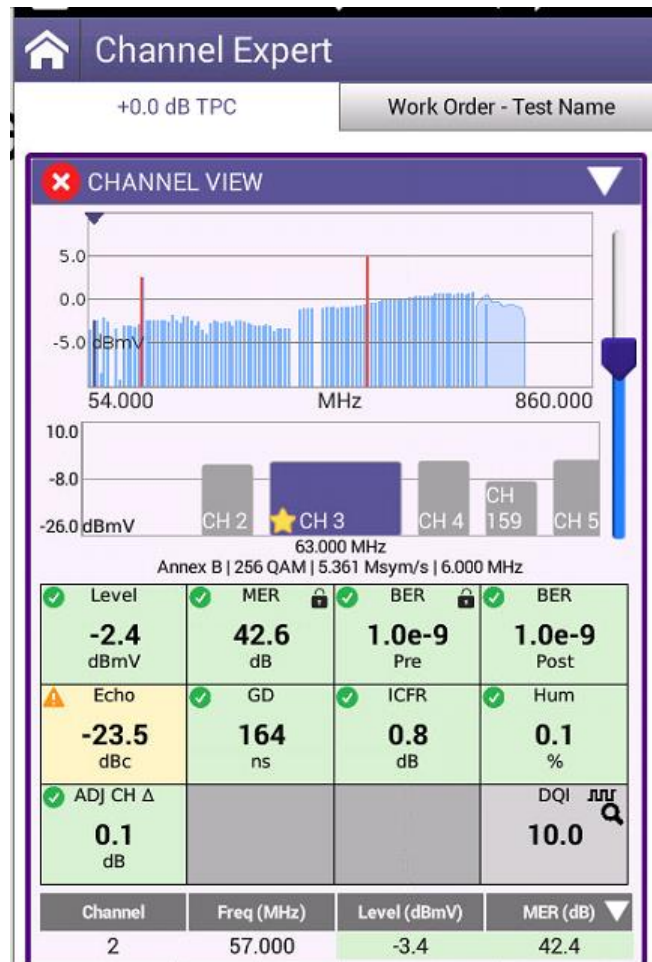 Channel Expert
+0.0 dB TPC
Work Order - Test Name
CHANNEL VIEW
5.0
0.0
-5.0 dBmV
54.000 MHz 860.000
10.0
-8.0
-26.0 dBmV
CH 2 CH 3 CH 4 CH 159 CH 5
63.000 MHz
Annex B | 256 QAM | 5.361 Msym/s | 6.000 MHz
Level MER BER BER
-2.4 42.6 1.0e-9 1.0e-9
dBmV dB Pre Post
Echo GD ICFR Hum
-23.5 164 0.8 0.1
dBc ns dB %
ADJ CH Δ DQI
0.1 10.0
dB
Channel Freq (MHz) Level (dBmV) MER (dB)
2 57.000 -3.4 42.4